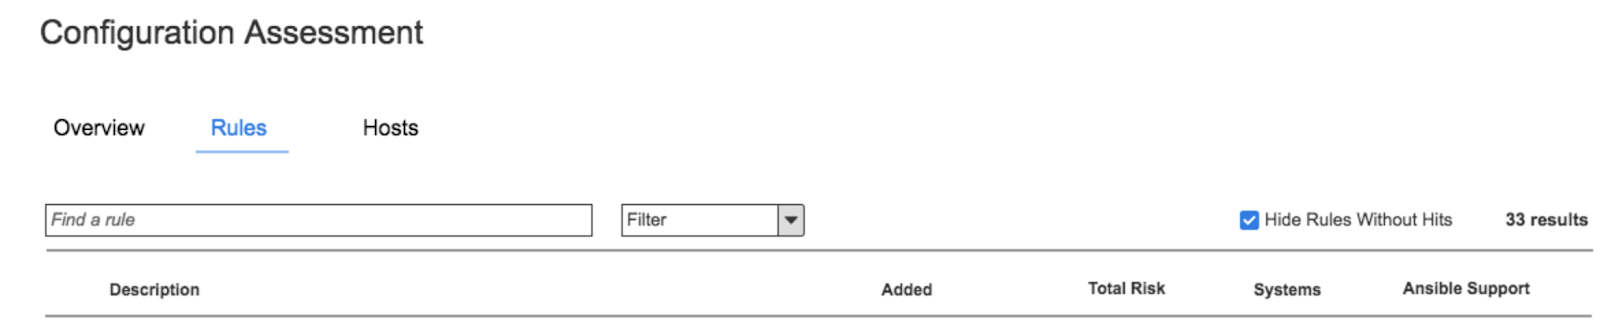 Configuration Assessment
Overview Rules Hosts
Find a rule Filter Hide Rules Without Hits 33 results
Description Added Total Risk Systems Ansible Support